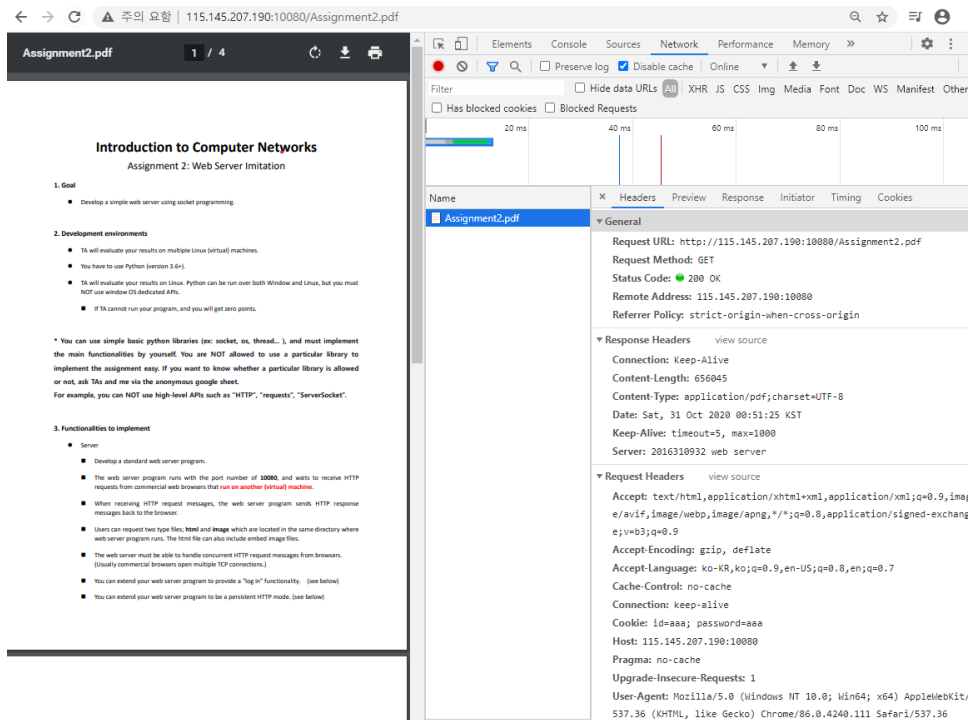 주의 요함 | 115.145.207.190:10080/Assignment2.pdf
Assignment2.pdf
1 / 4
Introduction to Computer Networks
Assignment 2: Web Server Imitation
1. Goal
● Develop a simple web server using socket programming.
2. Development environments
● TA will evaluate your results on multiple Linux (virtual) machines.
● You have to use Python (version 3.6+).
● TA will evaluate your results on Linux. Python can be run over both Window and Linux, but you must
NOT use window OS dedicated APIs.
■ If TA cannot run your program, and you will get zero points.
* You can use simple basic python libraries (ex: socket, os, thread... ), and must implement
the main functionalities by yourself. You are NOT allowed to use a particular library to
implement the assignment easy. If you want to know whether a particular library is allowed
or not, ask TAs and me via the anonymous google sheet.
For example, you can NOT use high-level APIs such as "HTTP", "requests", "ServerSocket".
3. Functionalities to implement
● Server
■ Develop a standard web server program.
■ The web server program runs with the port number of 10080, and waits to receive HTTP
requests from commercial web browsers that run on another (virtual) machine.
■ When receiving HTTP request messages, the web server program sends HTTP response
messages back to the browser.
■ Users can request two type files; html and image which are located in the same directory where
web server program runs. The html file can also include embed image files.
■ The web server must be able to handle concurrent HTTP request messages from browsers.
(Usually commercial browsers open multiple TCP connections.)
■ You can extend your web server program to provide a "log in" functionality. (see below)
■ You can extend your web server program to be a persistent HTTP mode. (see below)
Elements Console Sources Network Performance Memory »
Preserve log Disable cache Online
Filter Hide data URLs All XHR JS CSS Img Media Font Doc WS Manifest Other
Has blocked cookies Blocked Requests
20 ms 40 ms 60 ms 80 ms 100 ms
Name
Assignment2.pdf
× Headers Preview Response Initiator Timing Cookies
▼ General
Request URL: http://115.145.207.190:10080/Assignment2.pdf
Request Method: GET
Status Code: 200 OK
Remote Address: 115.145.207.190:10080
Referrer Policy: strict-origin-when-cross-origin
▼ Response Headers view source
Connection: Keep-Alive
Content-Length: 656045
Content-Type: application/pdf;charset=UTF-8
Date: Sat, 31 Oct 2020 00:51:25 KST
Keep-Alive: timeout=5, max=1000
Server: 2016310932 web server
▼ Request Headers view source
Accept: text/html,application/xhtml+xml,application/xml;q=0.9,imag
e/avif,image/webp,image/apng,*/*;q=0.8,application/signed-exchang
e;v=b3;q=0.9
Accept-Encoding: gzip, deflate
Accept-Language: ko-KR,ko;q=0.9,en-US;q=0.8,en;q=0.7
Cache-Control: no-cache
Connection: keep-alive
Cookie: id=aaa; password=aaa
Host: 115.145.207.190:10080
Pragma: no-cache
Upgrade-Insecure-Requests: 1
User-Agent: Mozilla/5.0 (Windows NT 10.0; Win64; x64) AppleWebKit/
537.36 (KHTML, like Gecko) Chrome/86.0.4240.111 Safari/537.36